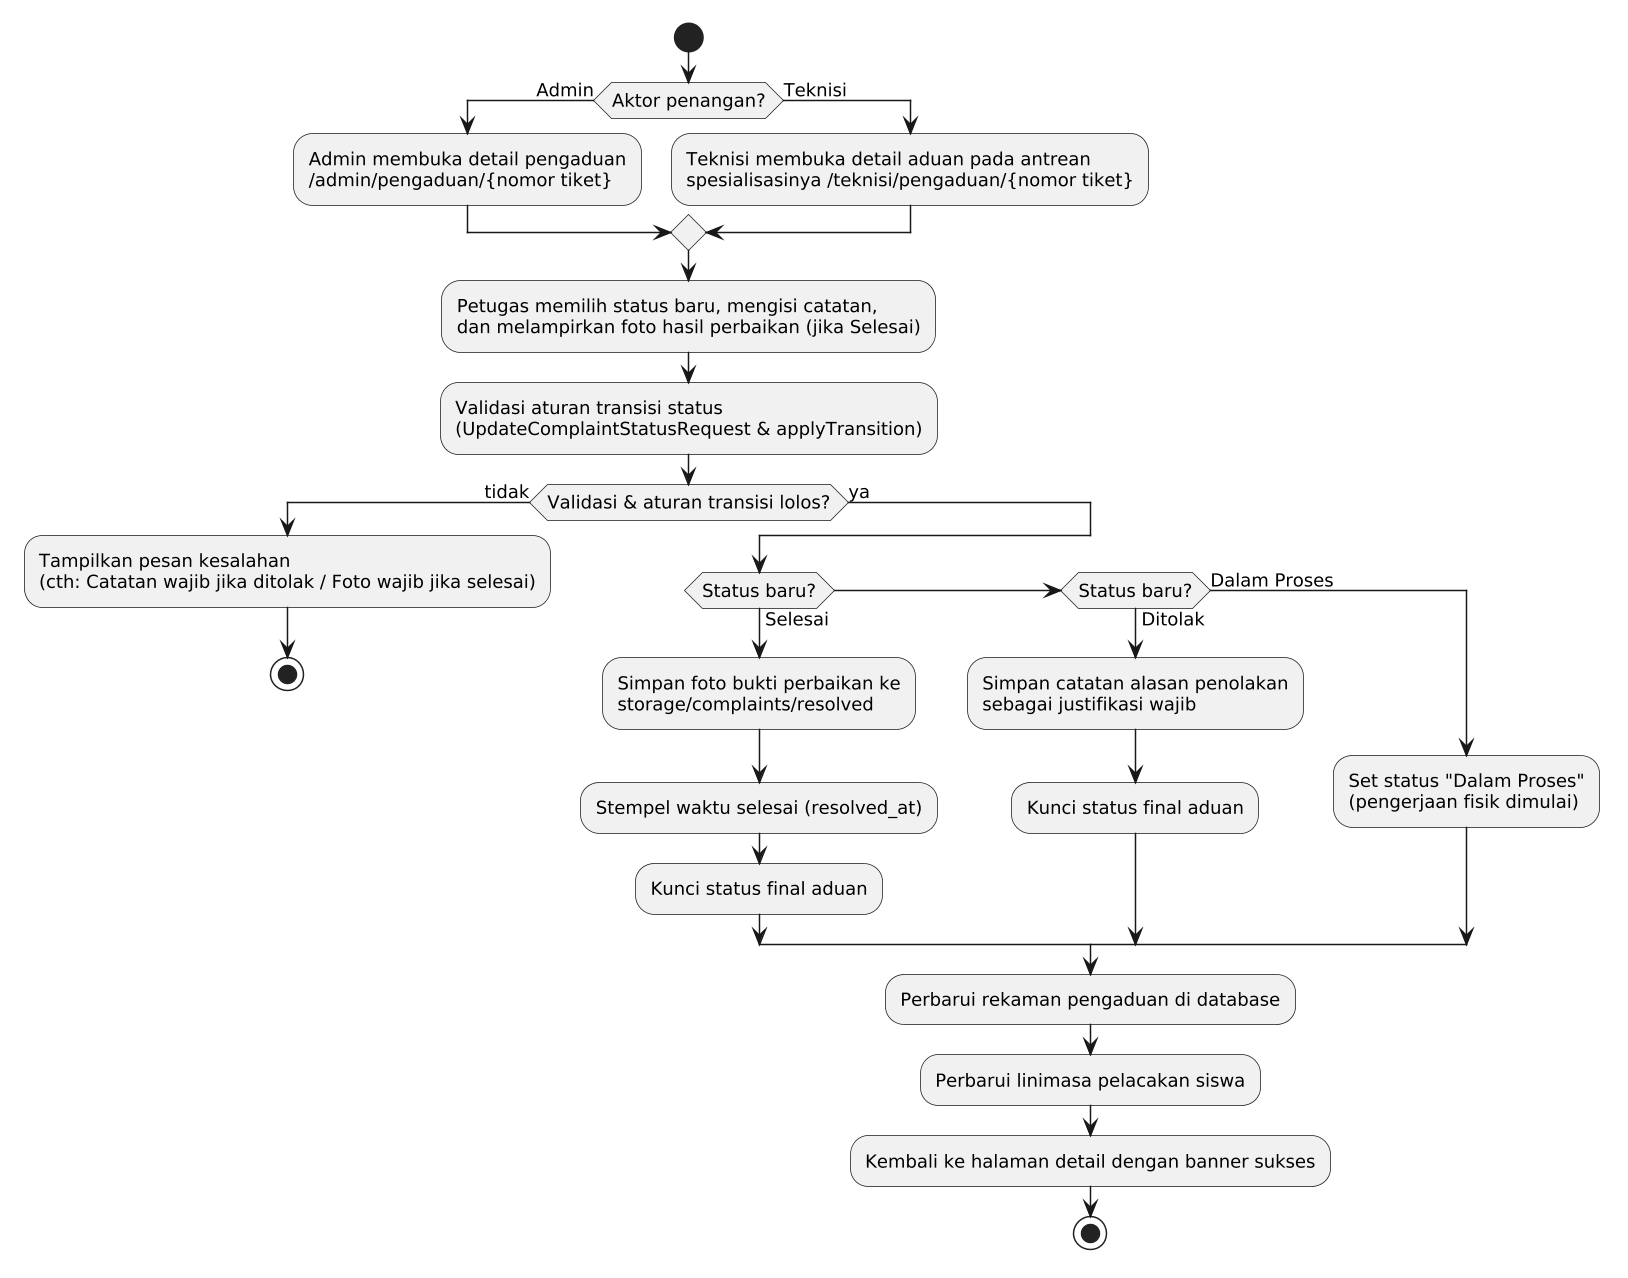 Admin
Aktor penangan?
Teknisi
Admin membuka detail pengaduan
/admin/pengaduan/{nomor tiket}
Teknisi membuka detail aduan pada antrean
spesialisasinya /teknisi/pengaduan/{nomor tiket}
Petugas memilih status baru, mengisi catatan,
dan melampirkan foto hasil perbaikan (jika Selesai)
Validasi aturan transisi status
(UpdateComplaintStatusRequest & applyTransition)
tidak
Validasi & aturan transisi lolos?
ya
Tampilkan pesan kesalahan
(cth: Catatan wajib jika ditolak / Foto wajib jika selesai)
Status baru?
Selesai
Status baru?
Ditolak
Dalam Proses
Simpan foto bukti perbaikan ke
storage/complaints/resolved
Stempel waktu selesai (resolved_at)
Kunci status final aduan
Simpan catatan alasan penolakan
sebagai justifikasi wajib
Kunci status final aduan
Set status "Dalam Proses"
(pengerjaan fisik dimulai)
Perbarui rekaman pengaduan di database
Perbarui linimasa pelacakan siswa
Kembali ke halaman detail dengan banner sukses